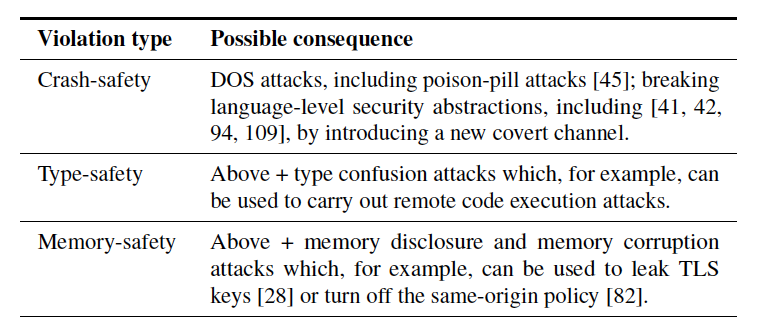 Violation type Possible consequence
Crash-safety DOS attacks, including poison-pill attacks [45]; breaking
language-level security abstractions, including [41, 42,
94, 109], by introducing a new covert channel.
Type-safety Above + type confusion attacks which, for example, can
be used to carry out remote code execution attacks.
Memory-safety Above + memory disclosure and memory corruption
attacks which, for example, can be used to leak TLS
keys [28] or turn off the same-origin policy [82].